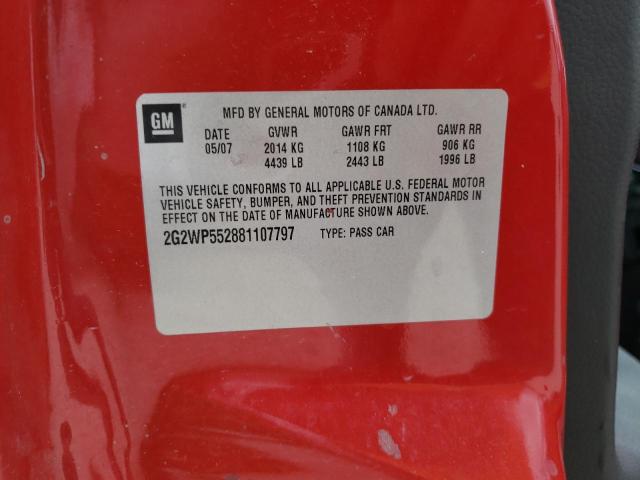 GM
MFD BY GENERAL MOTORS OF CANADA LTD.
DATE GVWR GAWR FRT GAWR RR
05/07 2014 KG 1108 KG 906 KG
4439 LB 2443 LB 1996 LB
THIS VEHICLE CONFORMS TO ALL APPLICABLE U.S. FEDERAL MOTOR
VEHICLE SAFETY, BUMPER, AND THEFT PREVENTION STANDARDS IN
EFFECT ON THE DATE OF MANUFACTURE SHOWN ABOVE.
2G2WP552881107797 TYPE: PASS CAR